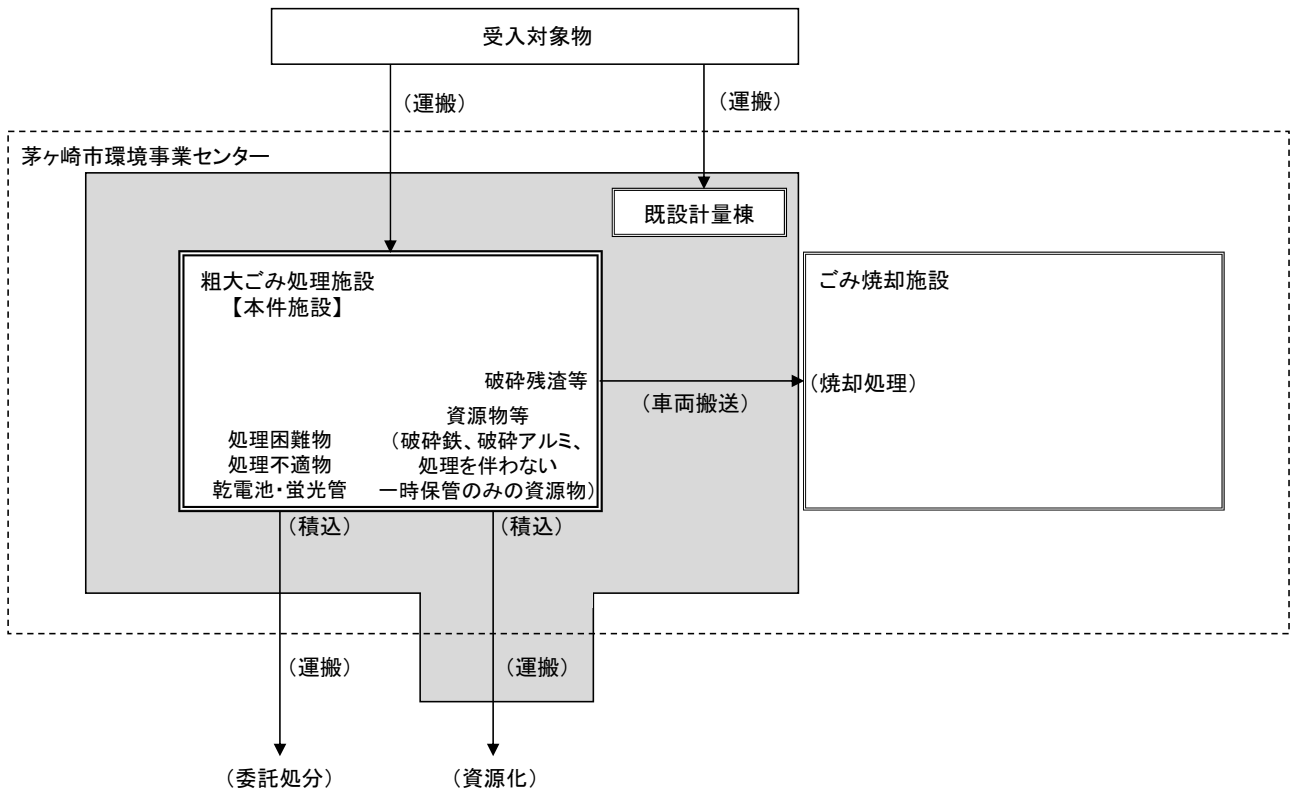 受入対象物
（運搬）
（運搬）
茅ヶ崎市環境事業センター
既設計量棟
粗大ごみ処理施設
【本件施設】
ごみ焼却施設
破砕残渣等
（車両搬送）
（焼却処理）
処理困難物
処理不適物
乾電池・蛍光管
資源物等
（破砕鉄、破砕アルミ、
処理を伴わない
一時保管のみの資源物）
（積込）
（積込）
（運搬）
（運搬）
（委託処分）
（資源化）